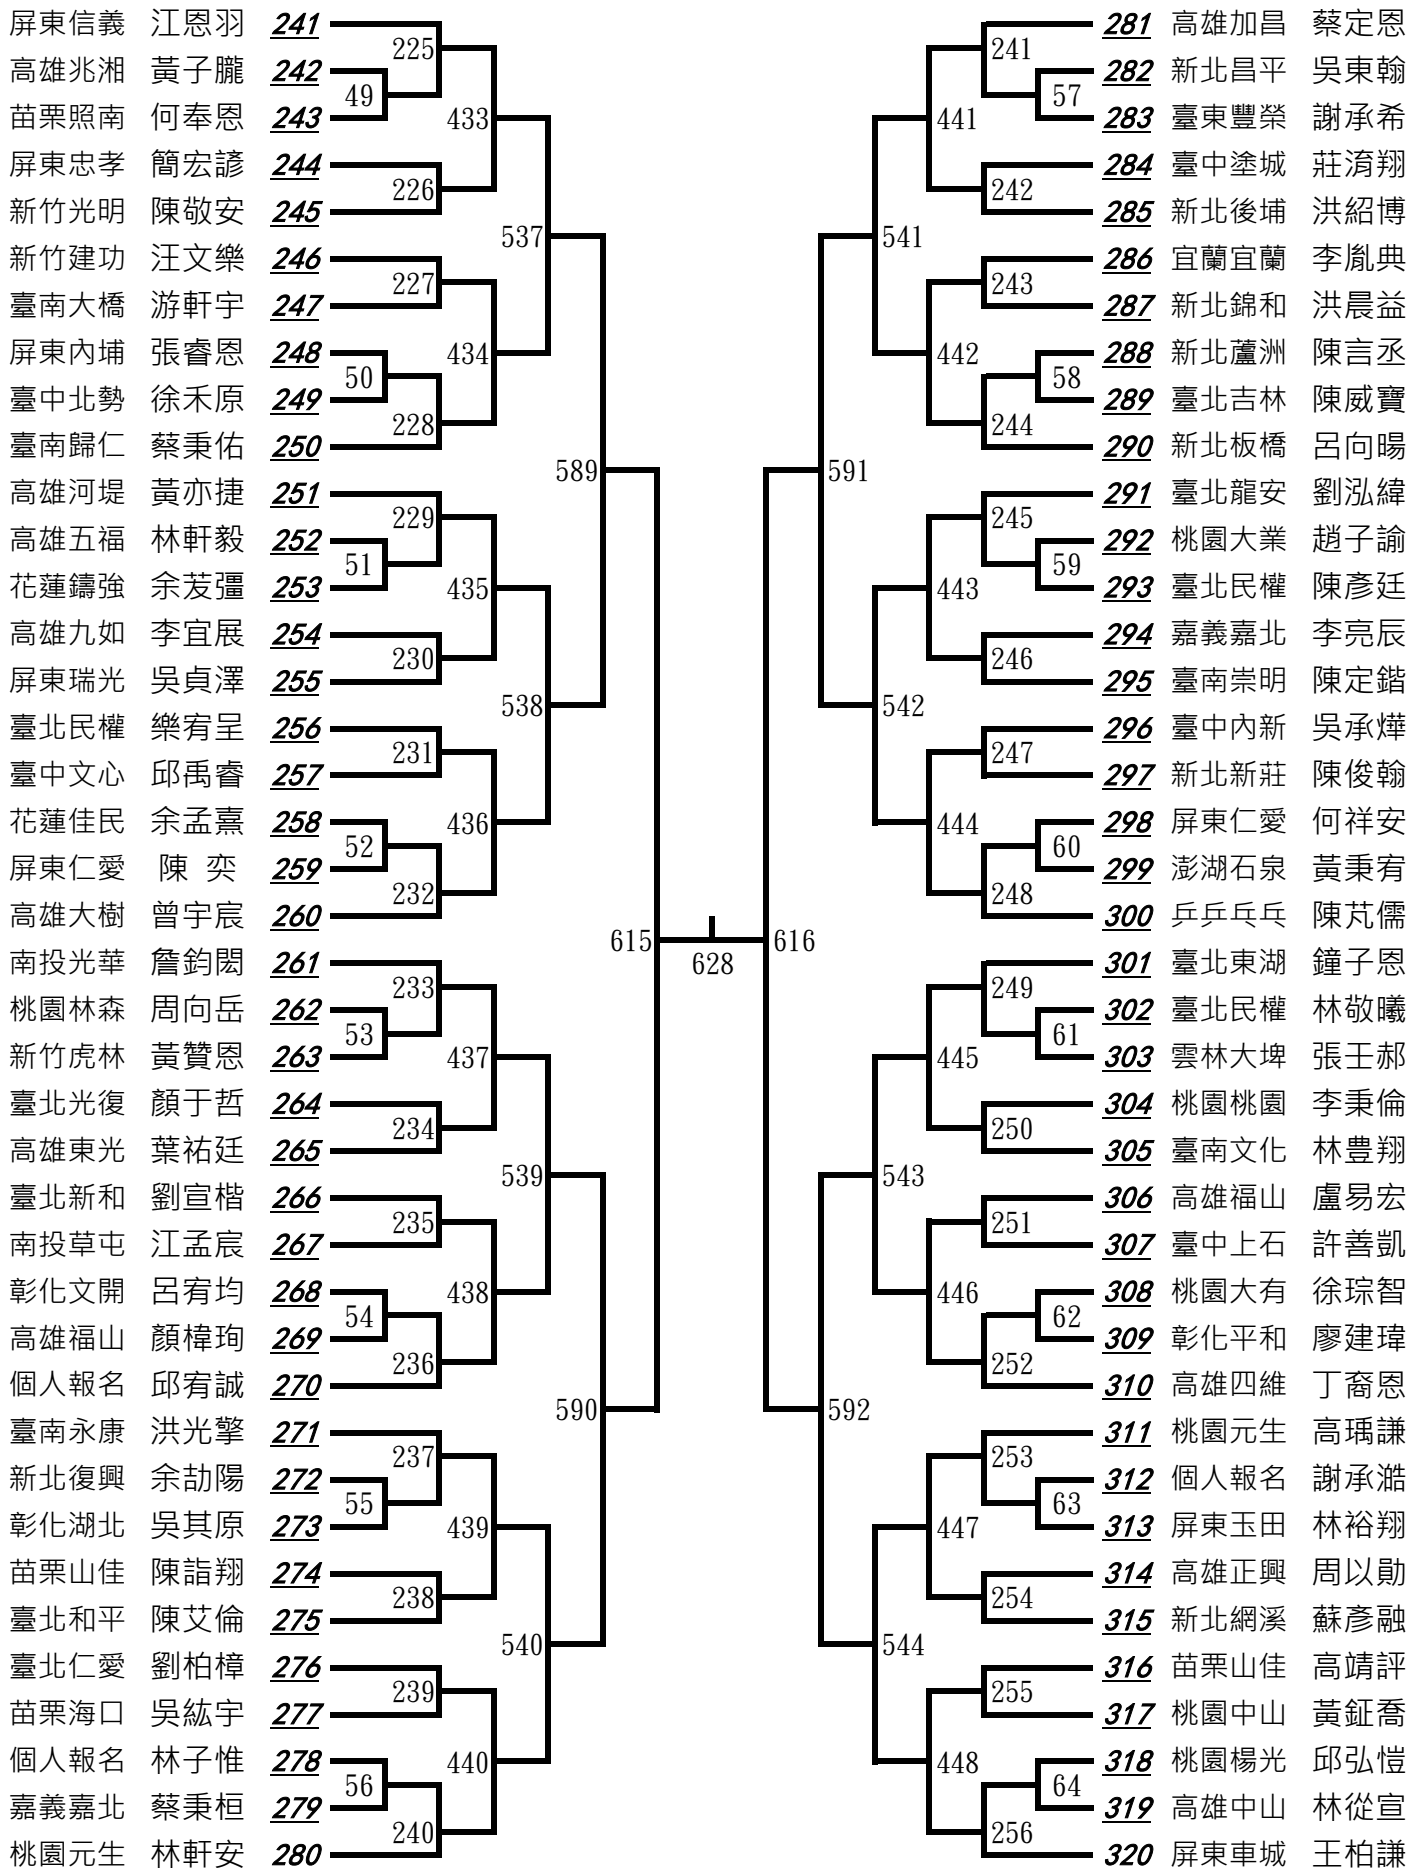 屏東信義 江恩羽 241
高雄兆湘 黃子朧 242
苗栗照南 何奉恩 243
屏東忠孝 簡宏諺 244
新竹光明 陳敬安 245
新竹建功 汪文樂 246
臺南大橋 游軒宇 247
屏東內埔 張睿恩 248
臺中北勢 徐禾原 249
臺南歸仁 蔡秉佑 250
高雄河堤 黃亦捷 251
高雄五福 林軒毅 252
花蓮鑄強 余茇彊 253
高雄九如 李宜展 254
屏東瑞光 吳貞澤 255
臺北民權 樂宥呈 256
臺中文心 邱禹睿 257
花蓮佳民 余孟熹 258
屏東仁愛 陳 奕 259
高雄大樹 曾宇宸 260
南投光華 詹鈞閎 261
桃園林森 周向岳 262
新竹虎林 黃贊恩 263
臺北光復 顏于哲 264
高雄東光 葉祐廷 265
臺北新和 劉宣楷 266
南投草屯 江孟宸 267
彰化文開 呂宥均 268
高雄福山 顏椲珣 269
個人報名 邱宥誠 270
臺南永康 洪光擎 271
新北復興 余劼陽 272
彰化湖北 吳其原 273
苗栗山佳 陳詣翔 274
臺北和平 陳艾倫 275
臺北仁愛 劉柏樟 276
苗栗海口 吳紘宇 277
個人報名 林子惟 278
嘉義嘉北 蔡秉桓 279
桃園元生 林軒安 280
49
50
51
52
53
54
55
56
225
226
227
228
229
230
231
232
233
234
235
236
237
238
239
240
433
434
435
436
437
438
439
440
537
538
539
540
589
590
615
628
616
591
592
541
542
543
544
441
442
443
444
445
446
447
448
241
242
243
244
245
246
247
248
249
250
251
252
253
254
255
256
57
58
59
60
61
62
63
64
281 高雄加昌 蔡定恩
282 新北昌平 吳東翰
283 臺東豐榮 謝承希
284 臺中塗城 莊淯翔
285 新北後埔 洪紹博
286 宜蘭宜蘭 李胤典
287 新北錦和 洪晨益
288 新北蘆洲 陳言丞
289 臺北吉林 陳威寶
290 新北板橋 呂向暘
291 臺北龍安 劉泓緯
292 桃園大業 趙子諭
293 臺北民權 陳彥廷
294 嘉義嘉北 李亮辰
295 臺南崇明 陳定鍇
296 臺中內新 吳承燁
297 新北新莊 陳俊翰
298 屏東仁愛 何祥安
299 澎湖石泉 黃秉宥
300 乒乒乓乓 陳芃儒
301 臺北東湖 鐘子恩
302 臺北民權 林敬曦
303 雲林大埤 張王郝
304 桃園桃園 李秉倫
305 臺南文化 林豊翔
306 高雄福山 盧易宏
307 臺中上石 許善凱
308 桃園大有 徐琮智
309 彰化平和 廖建瑋
310 高雄四維 丁裔恩
311 桃園元生 高瑀謙
312 個人報名 謝承澔
313 屏東玉田 林裕翔
314 高雄正興 周以勛
315 新北網溪 蘇彥融
316 苗栗山佳 高靖評
317 桃園中山 黃鉦喬
318 桃園楊光 邱弘愷
319 高雄中山 林從宣
320 屏東車城 王柏謙